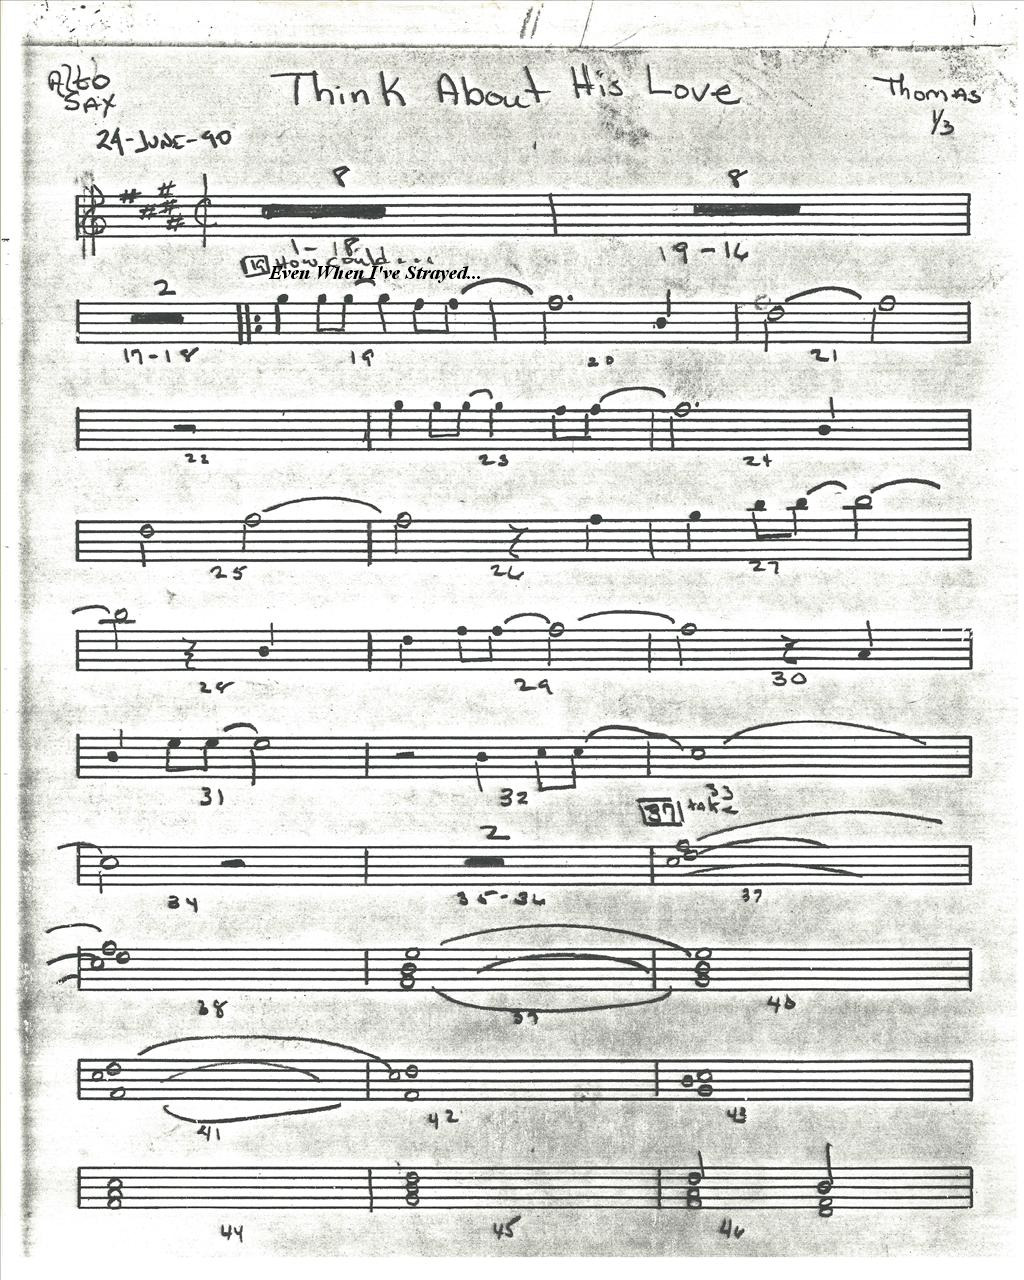 Alto Think About His Love Thomas
SAX 1/3
24-JUNE-90
8 8
1-18 19-16
19 How could...
Even When I've Strayed...
2
17-18 19 20 21
22 23 24
25 26 27
28 29 30
31 32 33
37 take
2
34 35-36 37
38 39 40
41 42 43
44 45 46